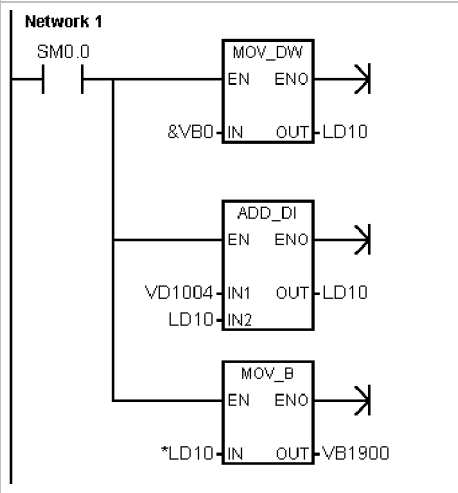 Network 1
SM0.0
MOV_DW
EN ENO
&VB0 IN OUT LD10
ADD_DI
EN ENO
VD1004 IN1 OUT LD10
LD10 IN2
MOV_B
EN ENO
*LD10 IN OUT VB1900